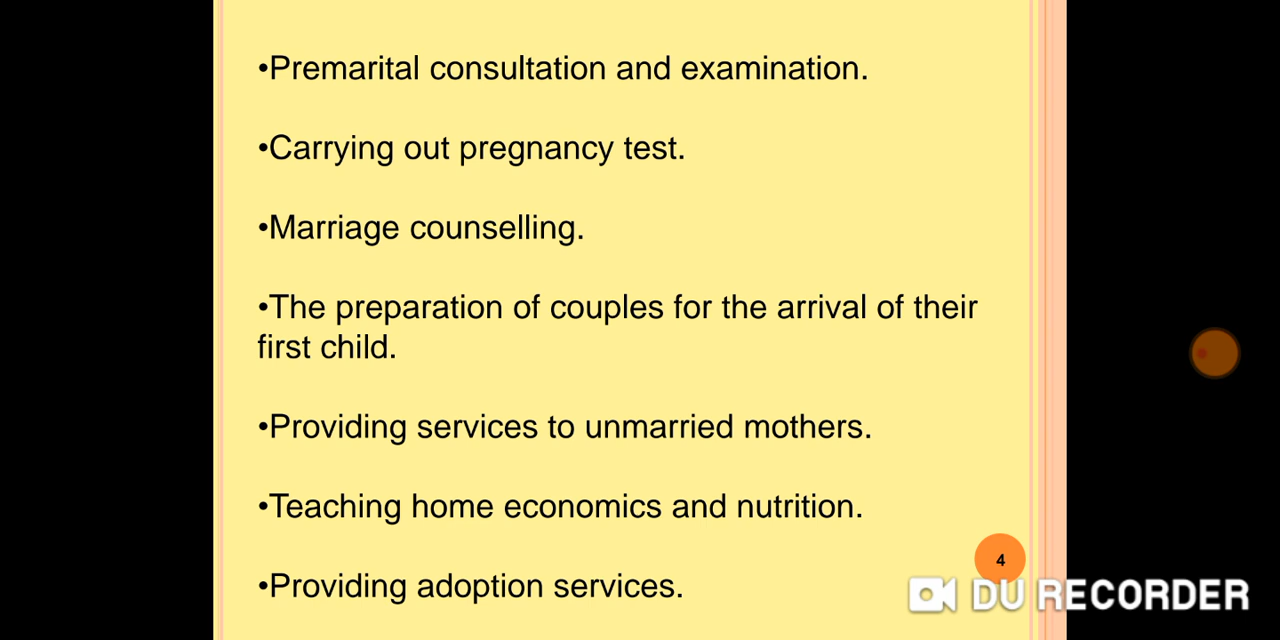 •Premarital consultation and examination.
•Carrying out pregnancy test.
•Marriage counselling.
•The preparation of couples for the arrival of their
first child.
•Providing services to unmarried mothers.
•Teaching home economics and nutrition.
4
•Providing adoption services.
DU RECORDER